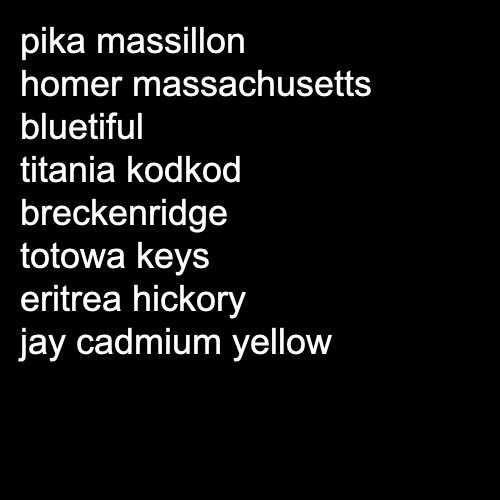 pika massillon
homer massachusetts
bluetiful
titania kodkod
breckenridge
totowa keys
eritrea hickory
jay cadmium yellow